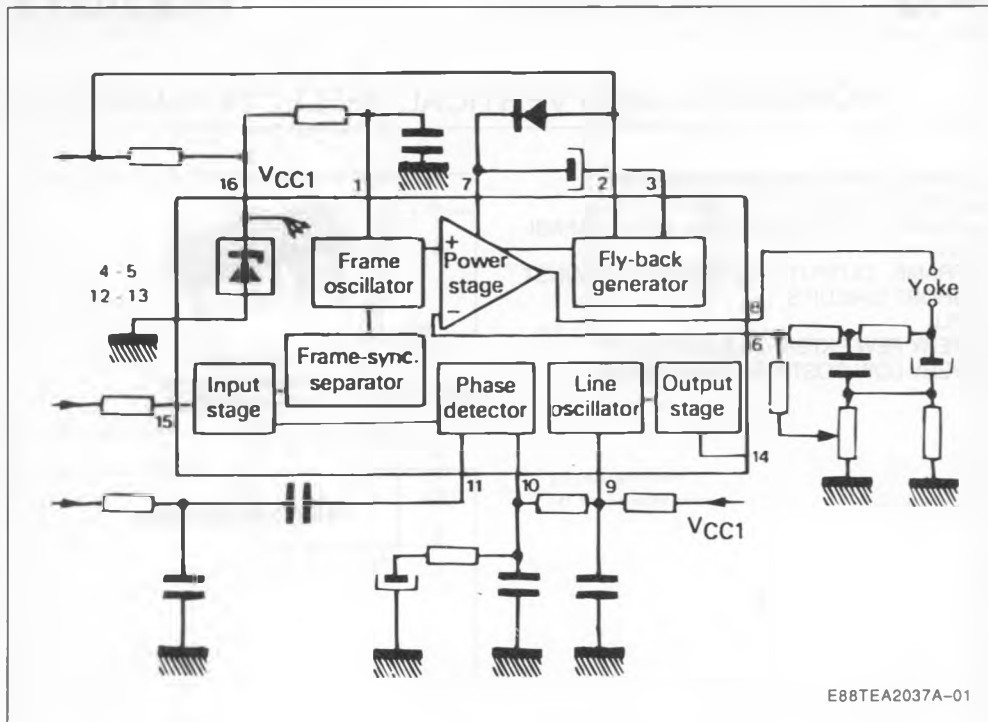 VCC1
16
1
7
2
3
4 - 5
12 - 13
Frame oscillator
+
Power stage
−
Fly-back generator
8
Yoke
6
Frame-sync. separator
Input stage
Phase detector
Line oscillator
Output stage
15
14
11
10
9
VCC1
E88TEA2037A-01